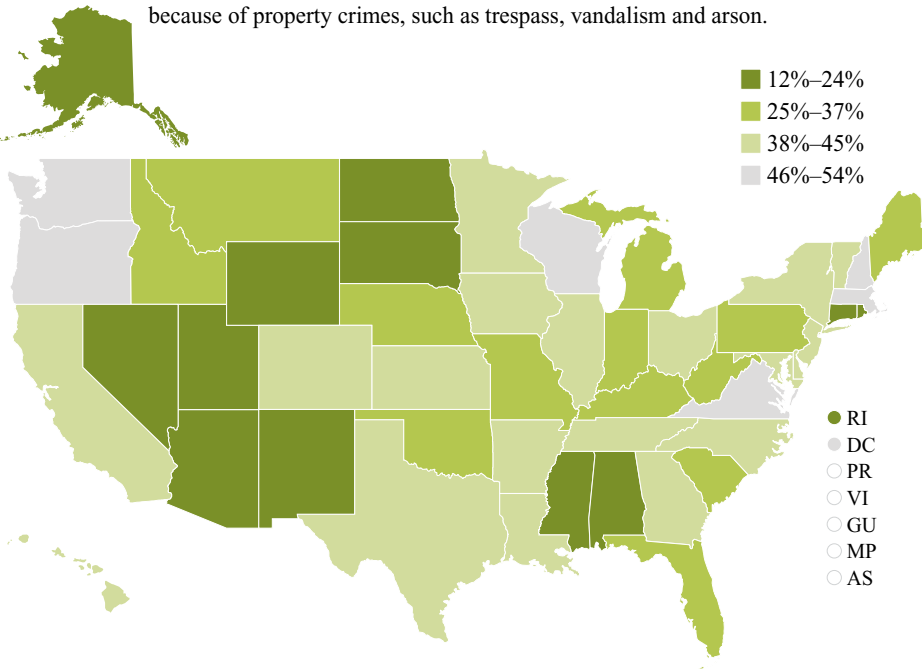 because of property crimes, such as trespass, vandalism and arson.
12%–24%
25%–37%
38%–45%
46%–54%
RI
DC
PR
VI
GU
MP
AS